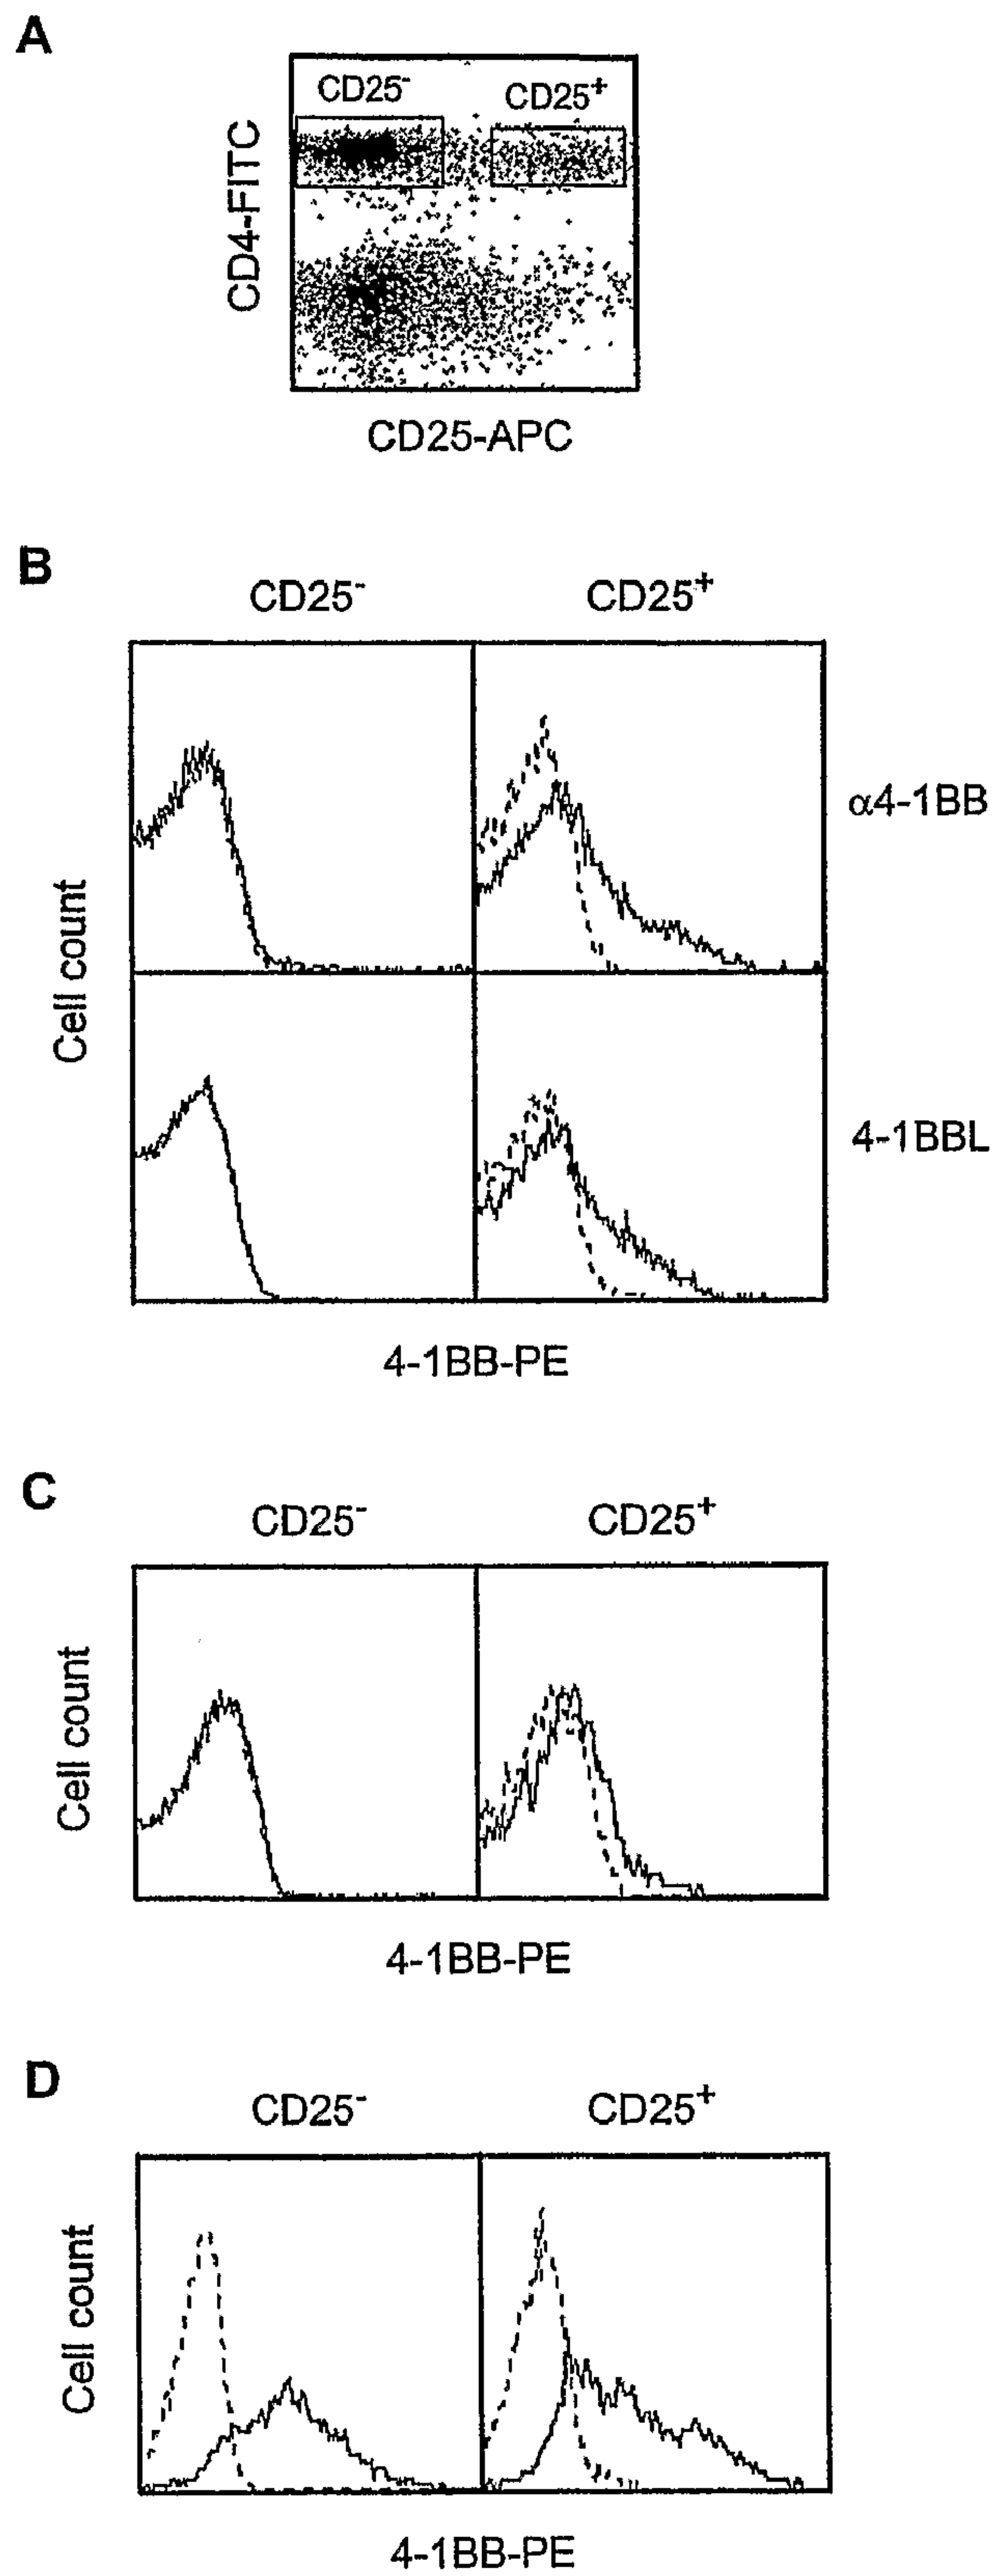 A
CD25⁻ CD25⁺
CD4-FITC
CD25-APC
B
CD25⁻ CD25⁺
α4-1BB
Cell count
4-1BBL
4-1BB-PE
C
CD25⁻ CD25⁺
Cell count
4-1BB-PE
D
CD25⁻ CD25⁺
Cell count
4-1BB-PE